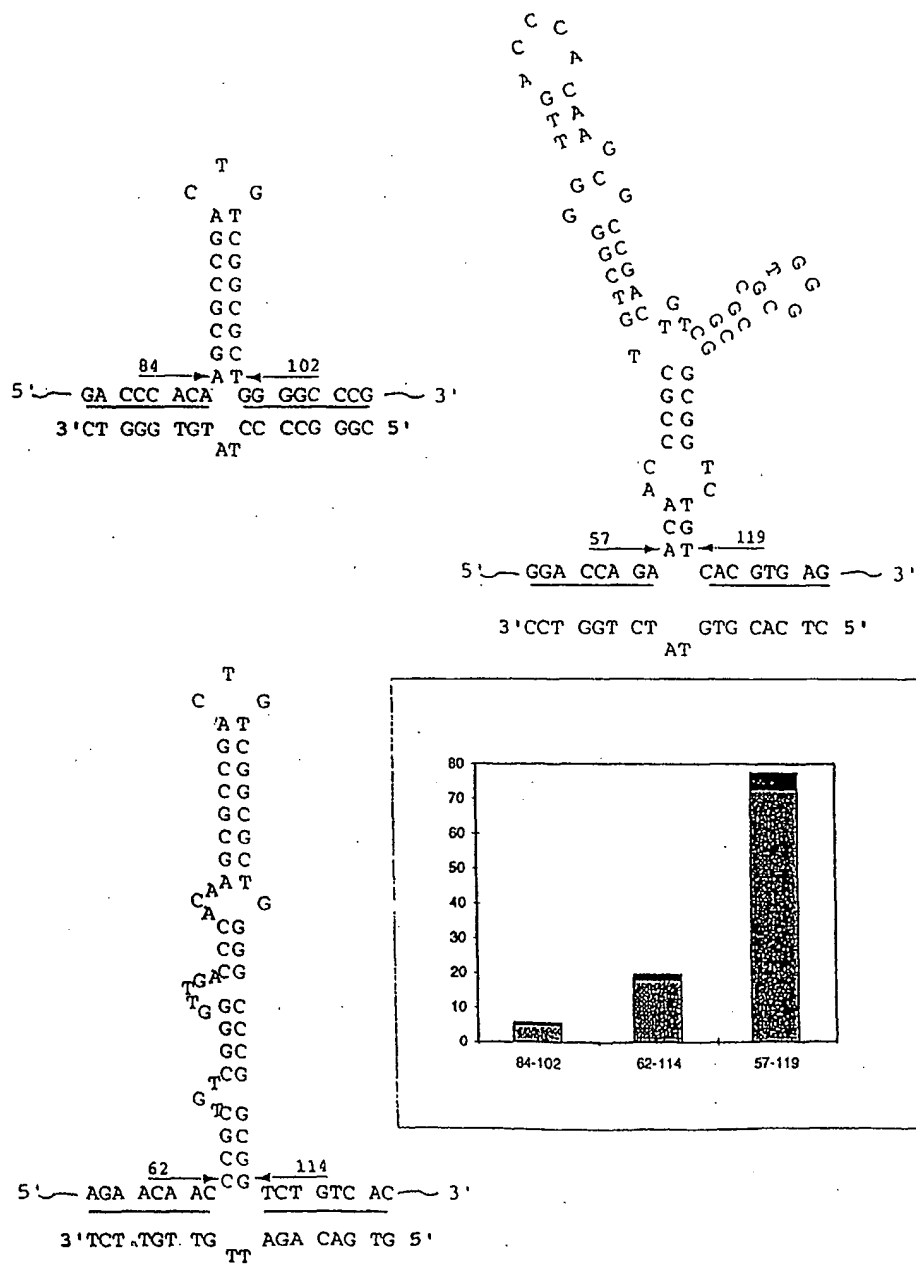 T
C G
A T
G C
C G
C G
G C
C G
G C
84 A T 102
5' GA CCC ACA GG GGC CCG 3'
3'CT GGG TGT CC CCG GGC 5'
AT
C C
C A
A C
G A
T A
T A G
G C G
G C
G C
G G
C A
T C G
G T T
T
C G
G C
C G
C G
C T
A C
A T
C G
57 A T 119
5' GGA CCA GA CAC GTG AG 3'
3'CCT GGT CT GTG CAC TC 5'
AT
T
C G
A T
G C
C G
C G
G C
C G
G C
A A T
C A G
C G
C G
T G A C G
T T G G C
C G
G C
T C G
G T C G
G C
C G
62 C G 114
5' AGA ACA AC TCT GTC AC 3'
3'TCT TGT TG AGA CAG TG 5'
TT
80
70
60
50
40
30
20
10
0
84-102 62-114 57-119